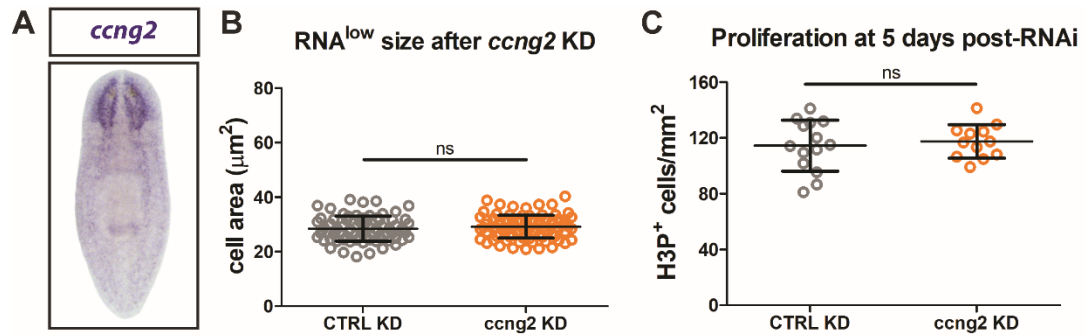 A
ccng2
B
RNAlow size after ccng2 KD
cell area (μm2)
80
60
40
20
0
ns
CTRL KD
ccng2 KD
C
Proliferation at 5 days post-RNAi
H3P+ cells/mm2
160
120
80
40
0
ns
CTRL KD
ccng2 KD